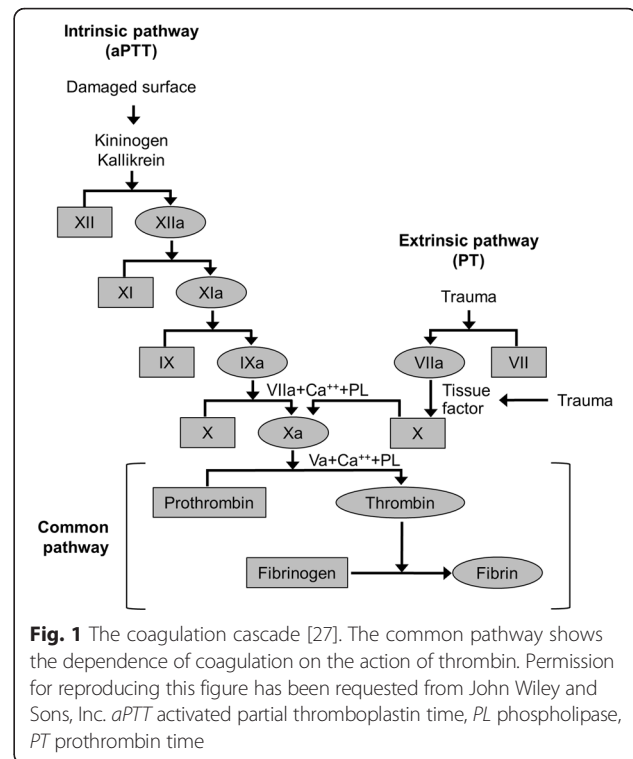 Intrinsic pathway
(aPTT)
Damaged surface
Kininogen
Kallikrein
XII
XIIa
Extrinsic pathway
(PT)
XI
XIa
Trauma
IX
IXa
VIIa
VII
VIIa+Ca+++PL
Tissue
factor
Trauma
X
Xa
X
Va+Ca+++PL
Prothrombin
Thrombin
Common
pathway
Fibrinogen
Fibrin
Fig. 1 The coagulation cascade [27]. The common pathway shows
the dependence of coagulation on the action of thrombin. Permission
for reproducing this figure has been requested from John Wiley and
Sons, Inc. aPTT activated partial thromboplastin time, PL phospholipase,
PT prothrombin time